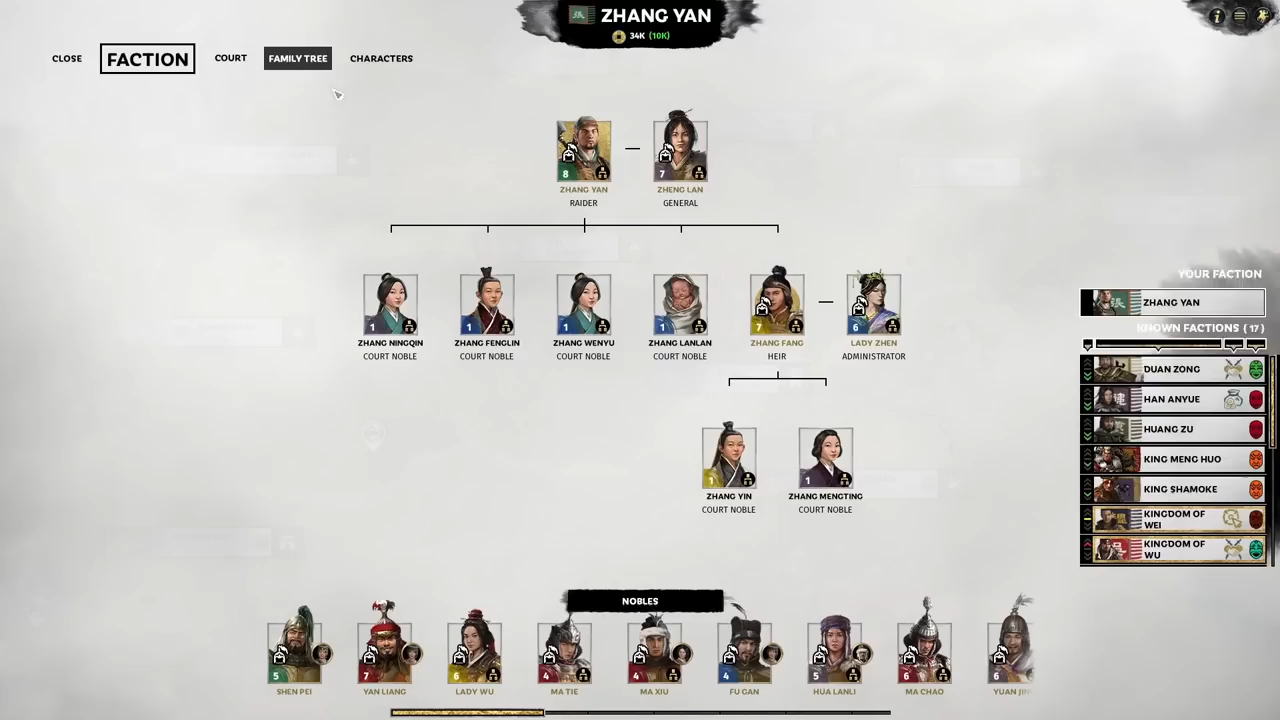 ZHANG YAN
34K (10K)
CLOSE
FACTION
COURT
FAMILY TREE
CHARACTERS
8
7
ZHANG YAN
ZHENG LAN
RAIDER
GENERAL
1
1
1
1
7
6
ZHANG NINGQIN
ZHANG FENGLIN
ZHANG WENYU
ZHANG LANLAN
ZHANG FANG
LADY ZHEN
COURT NOBLE
COURT NOBLE
COURT NOBLE
COURT NOBLE
HEIR
ADMINISTRATOR
1
1
ZHANG YIN
ZHANG MENGTING
COURT NOBLE
COURT NOBLE
YOUR FACTION
ZHANG YAN
KNOWN FACTIONS ( 17 )
DUAN ZONG
HAN ANYUE
HUANG ZU
KING MENG HUO
KING SHAMOKE
KINGDOM OF
WEI
KINGDOM OF
WU
NOBLES
5
7
6
4
4
4
5
6
6
SHEN PEI
YAN LIANG
LADY WU
MA TIE
MA XIU
FU GAN
HUA LANLI
MA CHAO
YUAN JIN